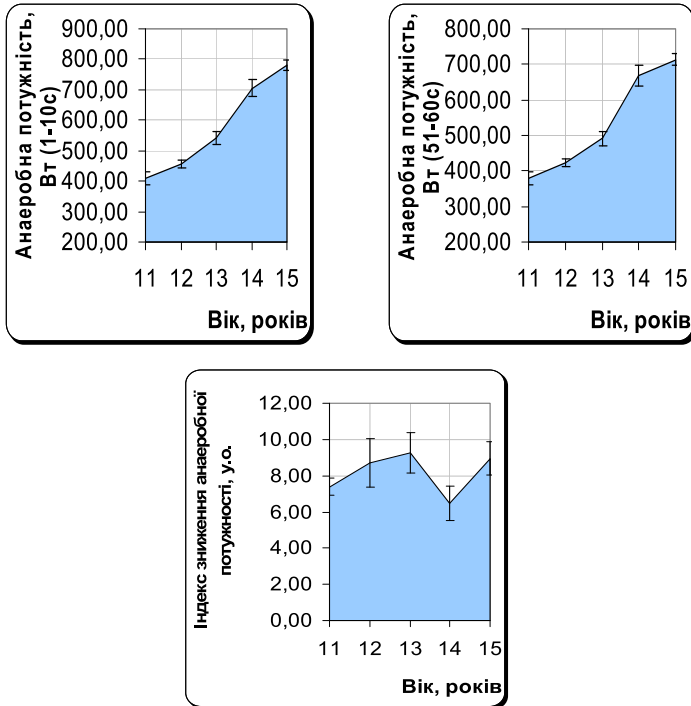 Анаеробна потужність,
Вт (1-10с)
900,00
800,00
700,00
600,00
500,00
400,00
300,00
200,00
11 12 13 14 15
Вік, років
Анаеробна потужність,
Вт (51-60с)
800,00
700,00
600,00
500,00
400,00
300,00
200,00
11 12 13 14 15
Вік, років
Індекс зниження анаеробної
потужності, у.о.
12,00
10,00
8,00
6,00
4,00
2,00
0,00
11 12 13 14 15
Вік, років